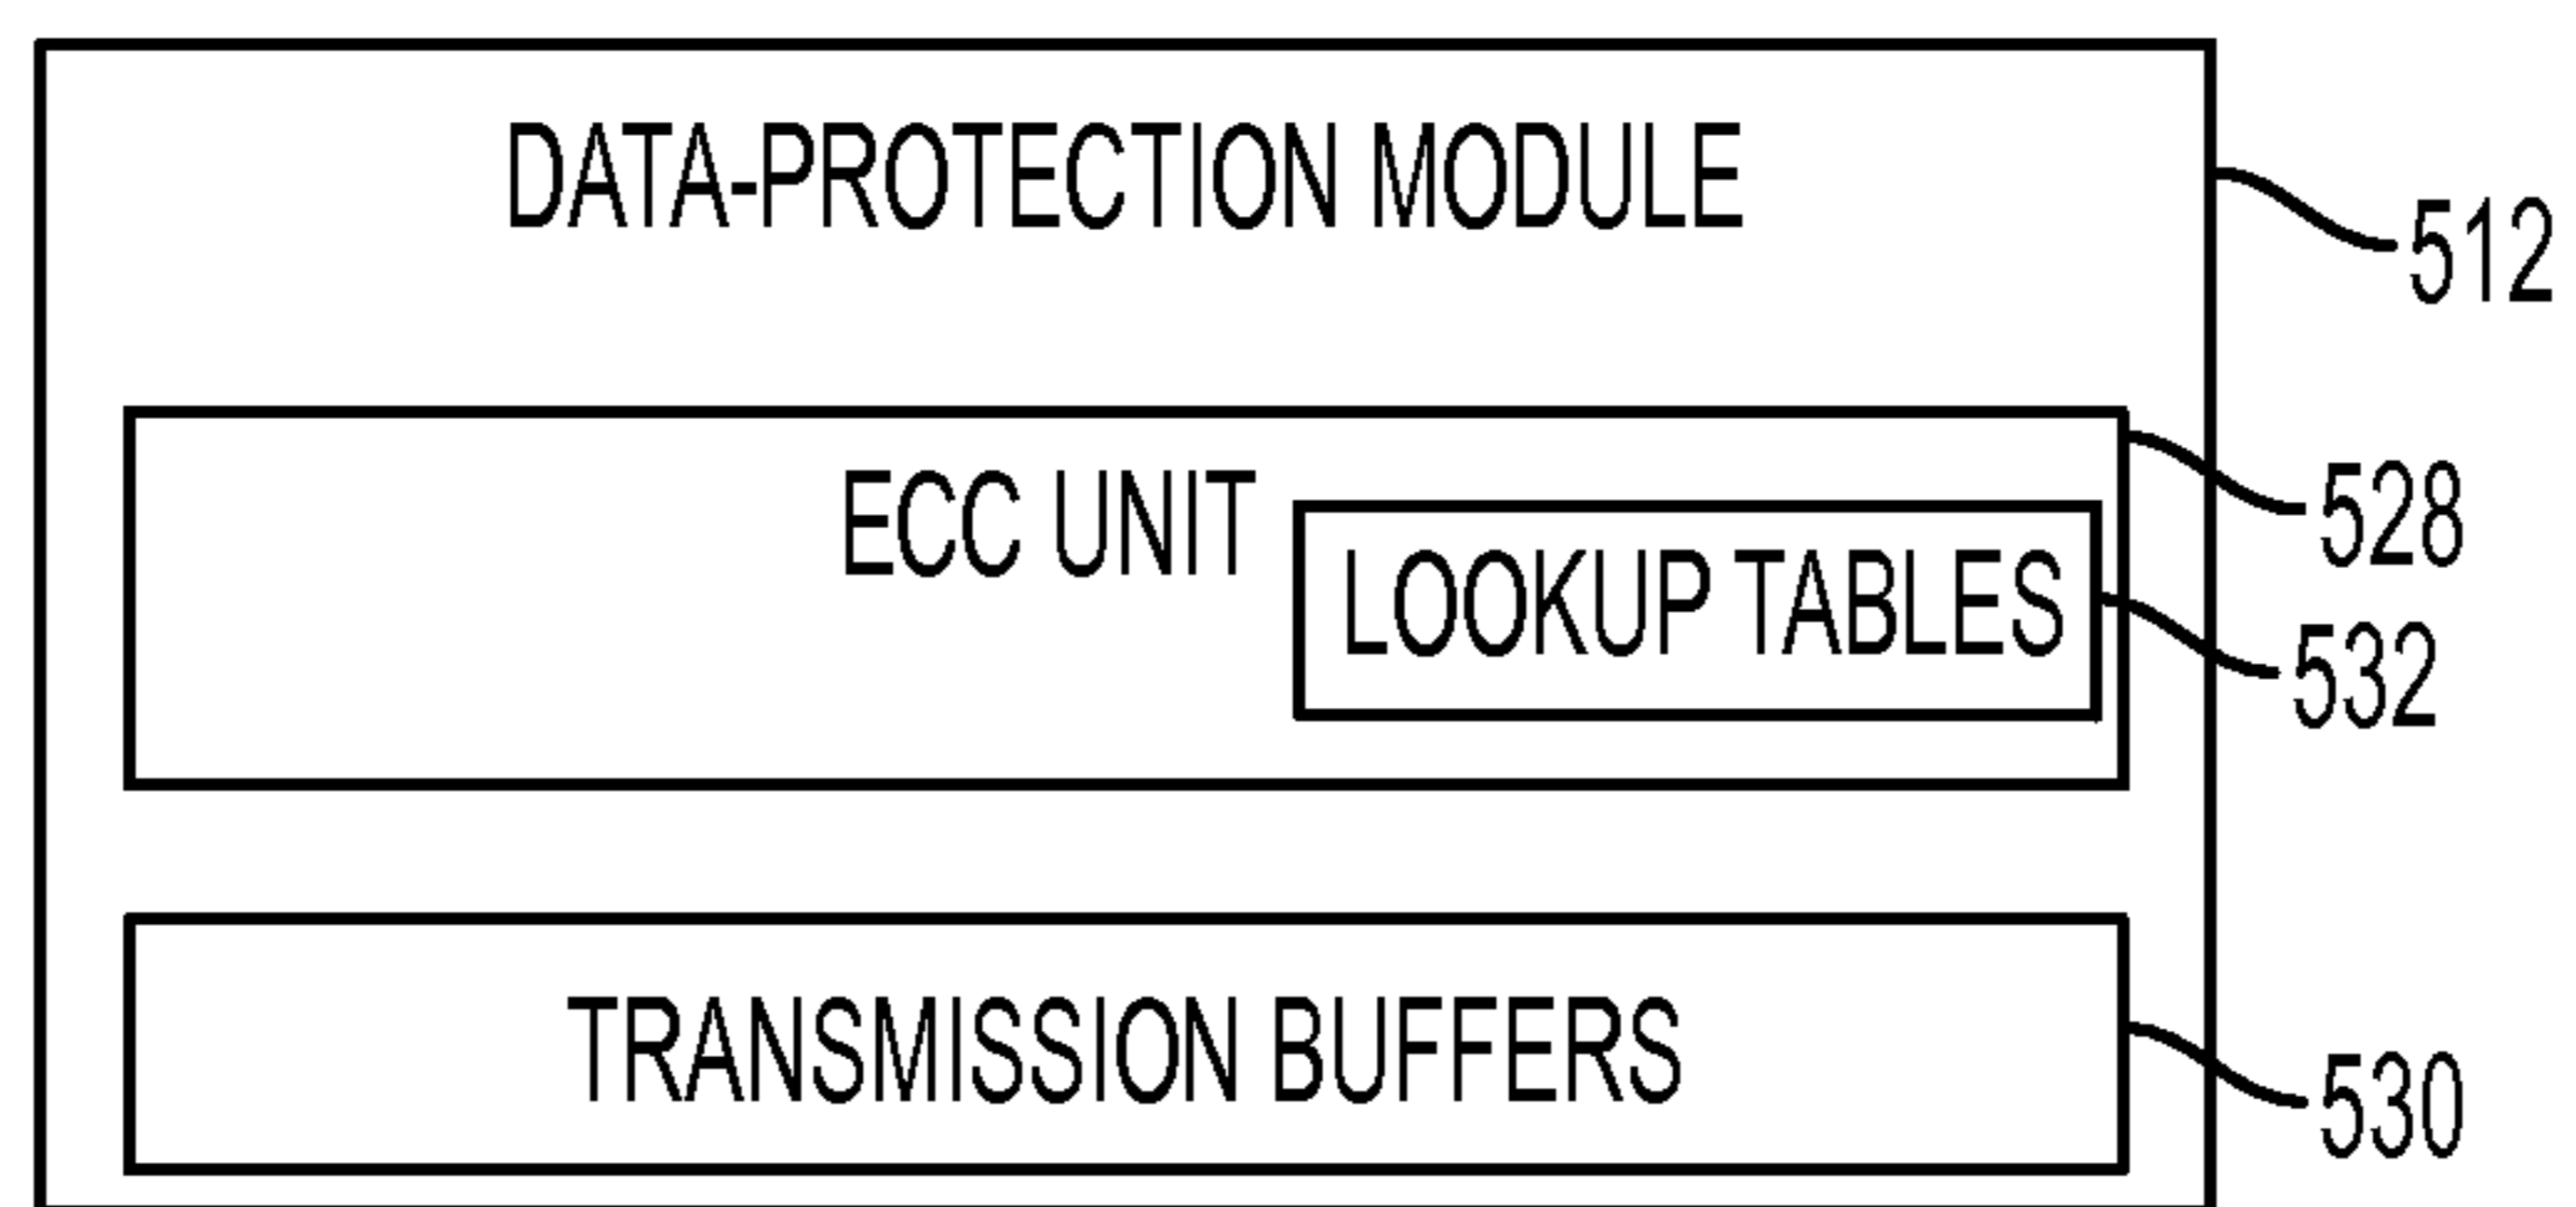 DATA-PROTECTION MODULE
512
ECC UNIT
528
LOOKUP TABLES
532
TRANSMISSION BUFFERS
530